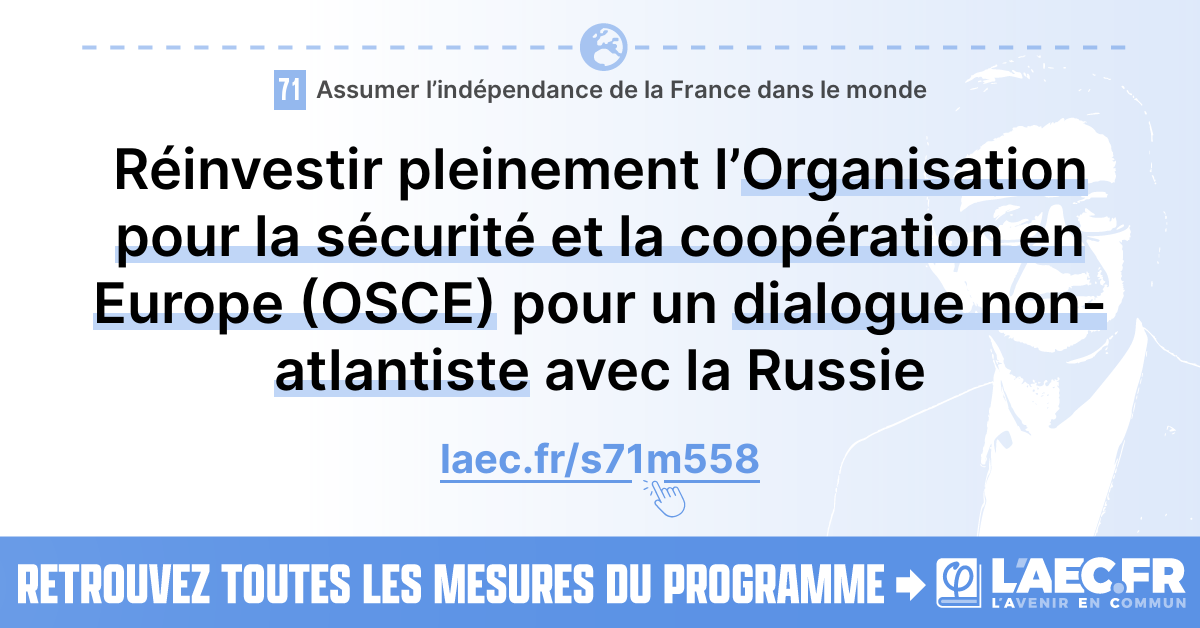 71 Assumer l’indépendance de la France dans le monde
Réinvestir pleinement l’Organisation
pour la sécurité et la coopération en
Europe (OSCE) pour un dialogue non-
atlantiste avec la Russie
laec.fr/s71m558
RETROUVEZ TOUTES LES MESURES DU PROGRAMME
φ L'AEC.FR
L'AVENIR EN COMMUN